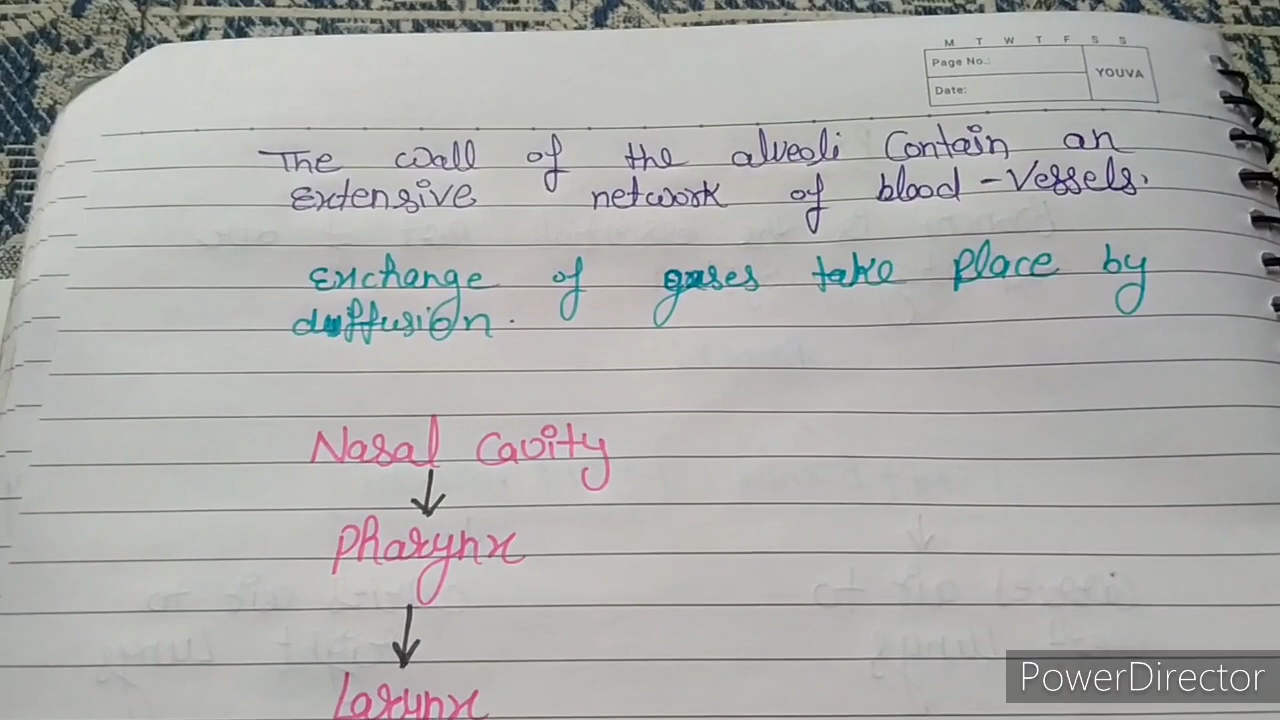 M T W T F S S
Page No.:
YOUVA
Date:
The wall of the alveoli contain an
extensive network of blood-vessels.
Exchange of gases take place by
diffusion.
Nasal Cavity
Pharynx
Larynx
PowerDirector